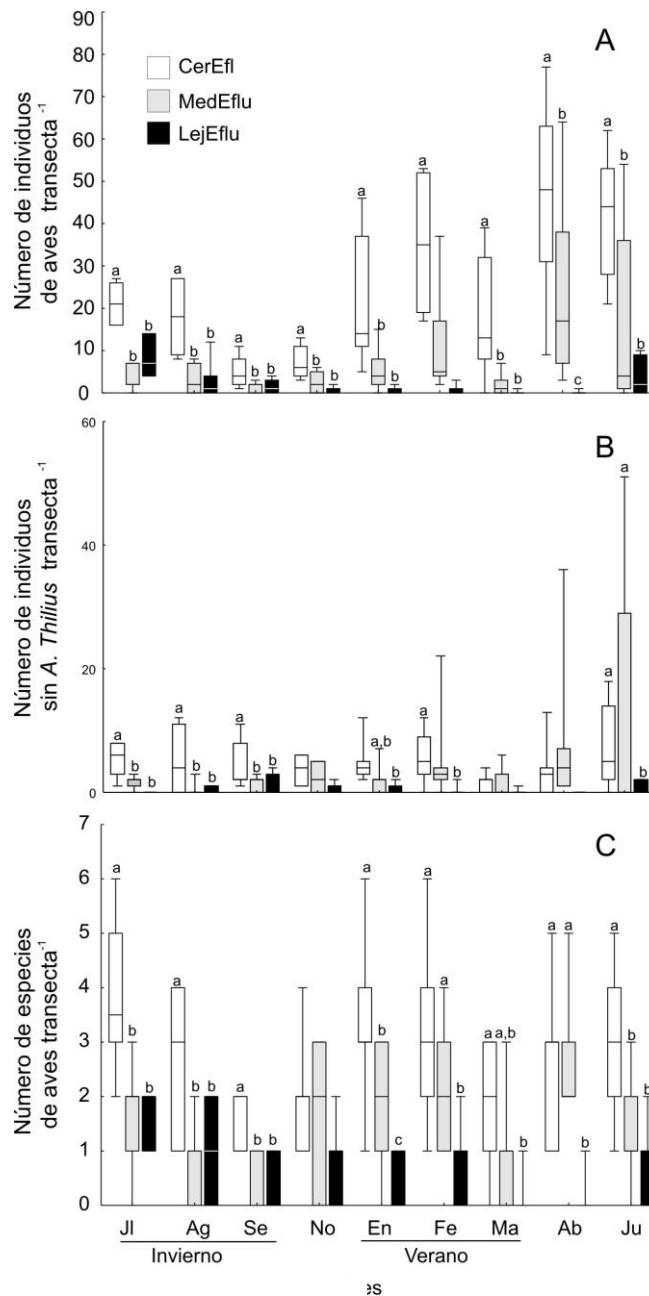 A
CerEfl
MedEflu
LejEflu
Número de individuos
de aves transecta -1
90
80
70
60
50
40
30
20
10
0
a b b a b b a b b a b b a b b a a b b a b c a b b
B
Número de individuos
sin A. Thilius transecta -1
60
40
20
0
a b b a b b a b b a,b b a b a a b
C
Número de especies
de aves transecta-1
7
6
5
4
3
2
1
0
a b b a b b a b b a b c a a b a a,b b a a b a b b
Jl Ag Se No En Fe Ma Ab Ju
Invierno Verano